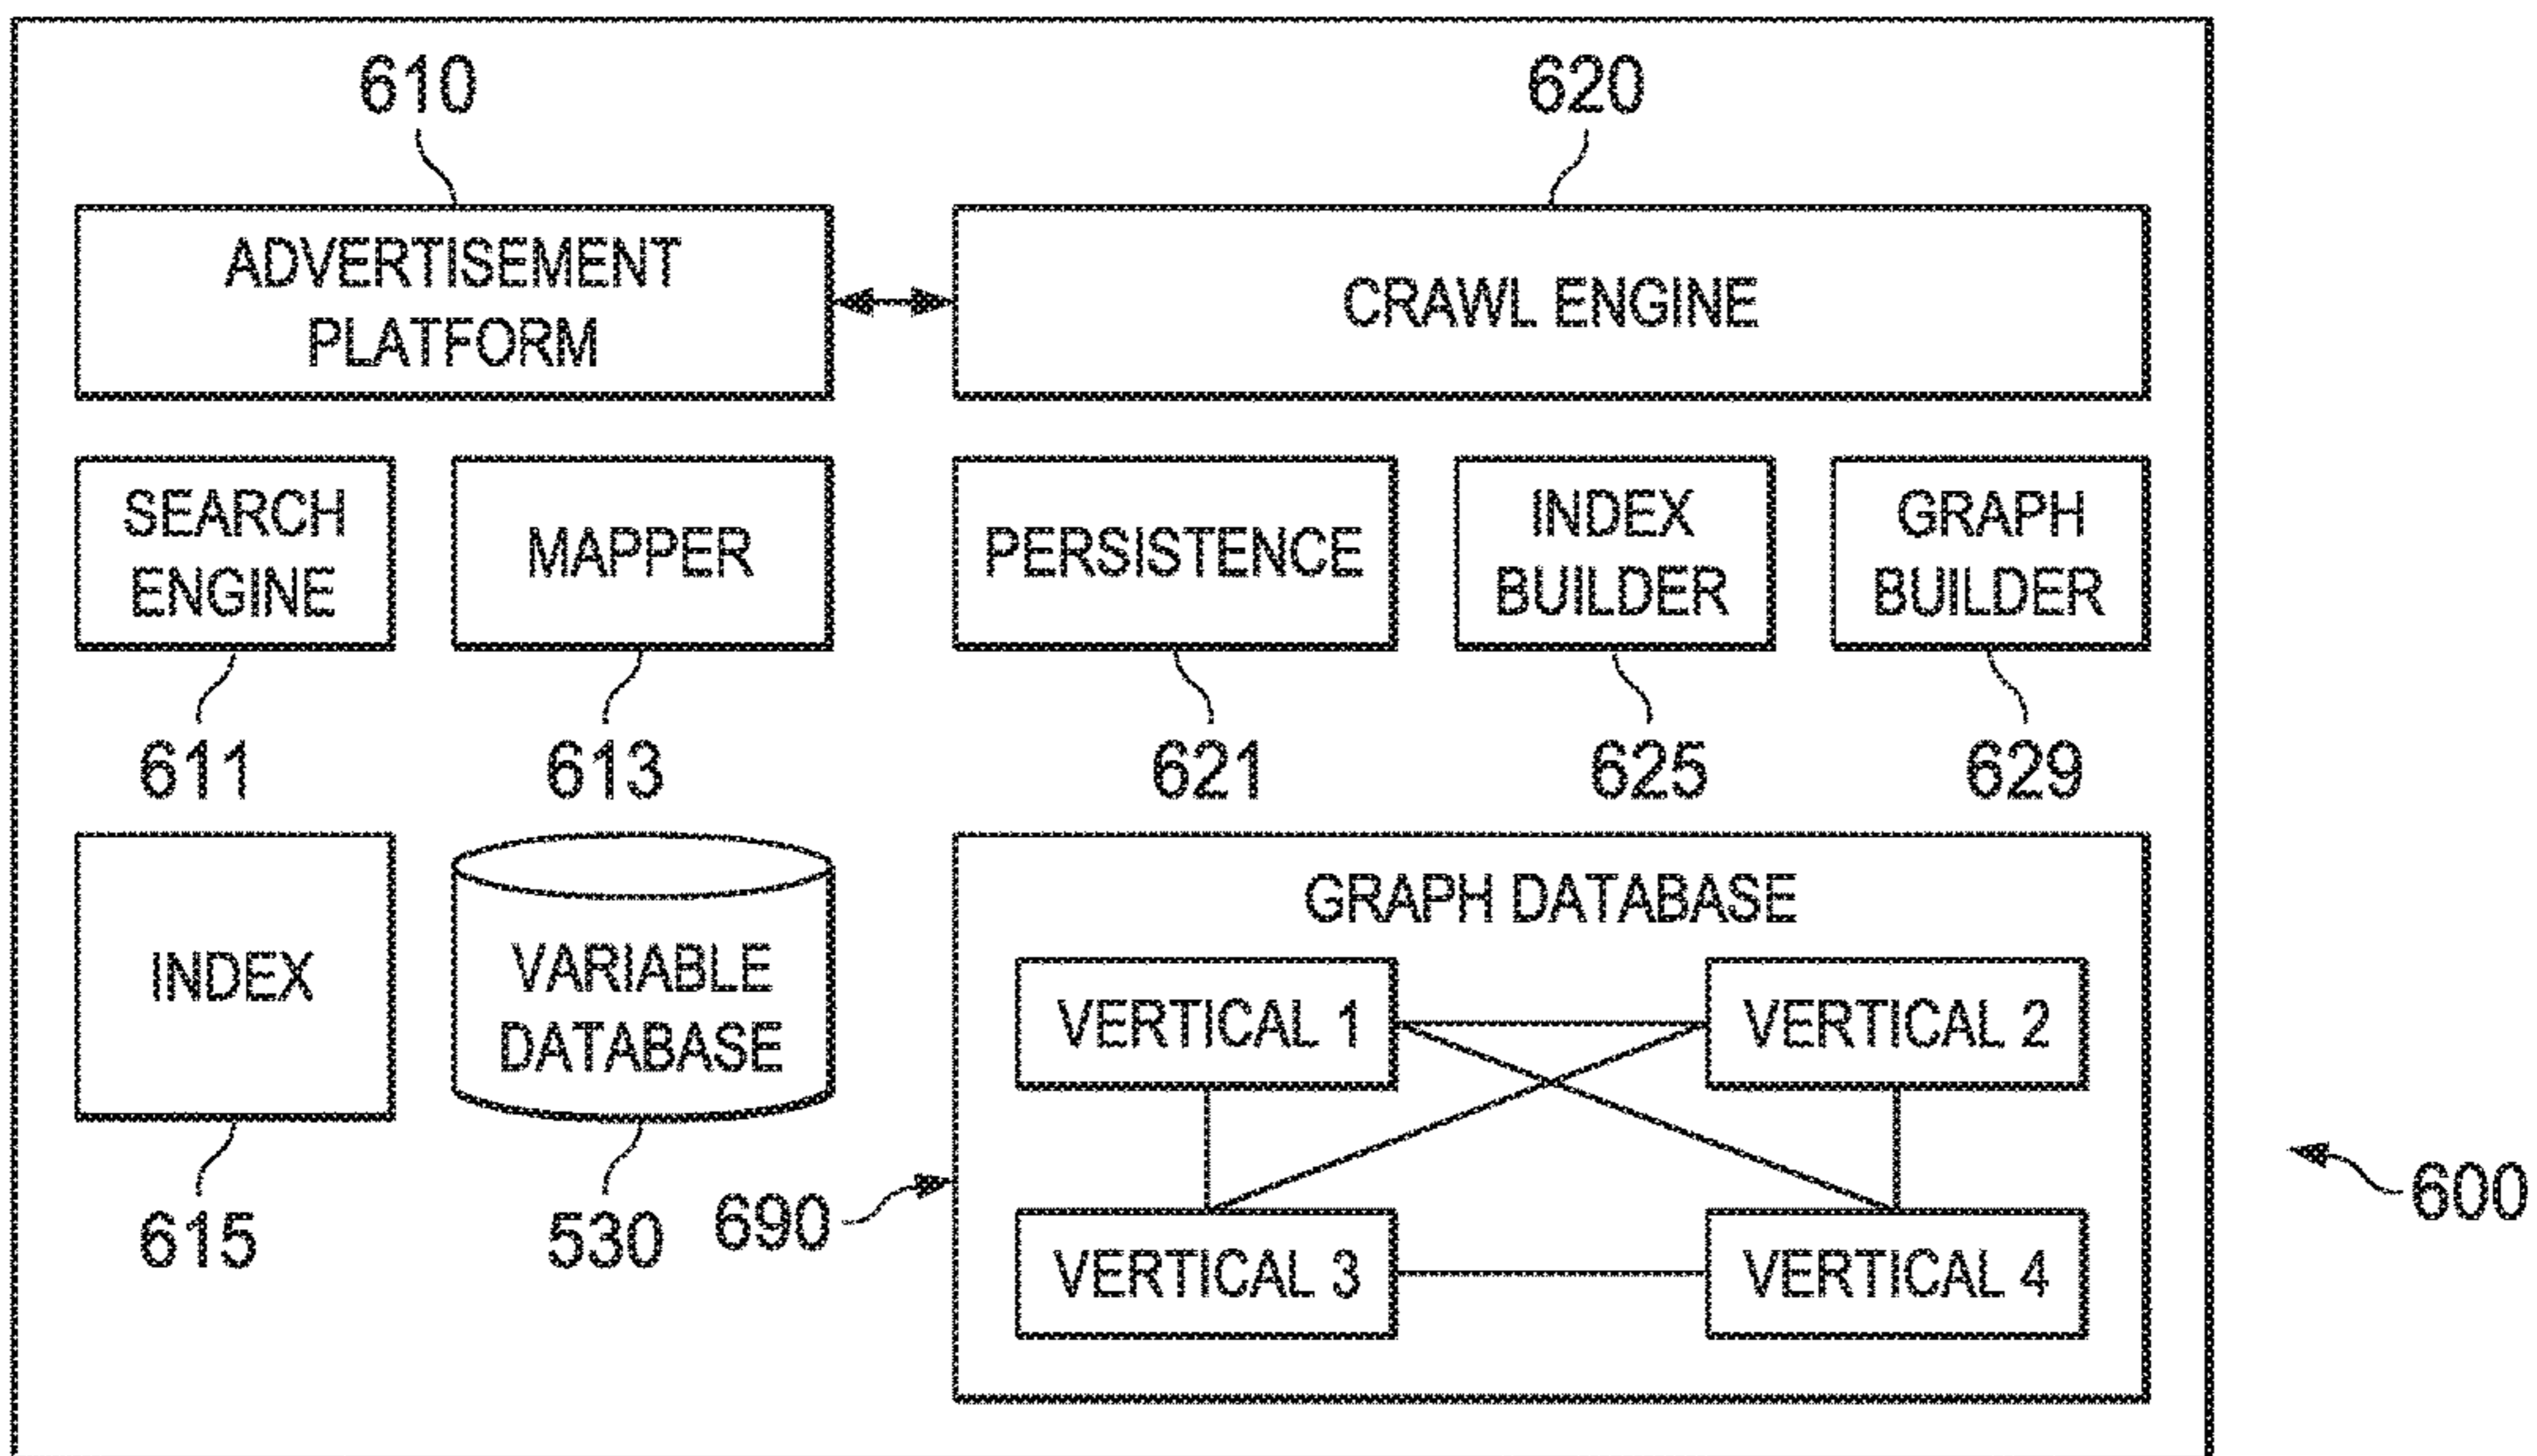 610
620
ADVERTISEMENT
PLATFORM
CRAWL ENGINE
SEARCH
ENGINE
MAPPER
PERSISTENCE
INDEX
BUILDER
GRAPH
BUILDER
611
613
621
625
629
INDEX
VARIABLE
DATABASE
GRAPH DATABASE
VERTICAL 1
VERTICAL 2
VERTICAL 3
VERTICAL 4
615
530
690
600